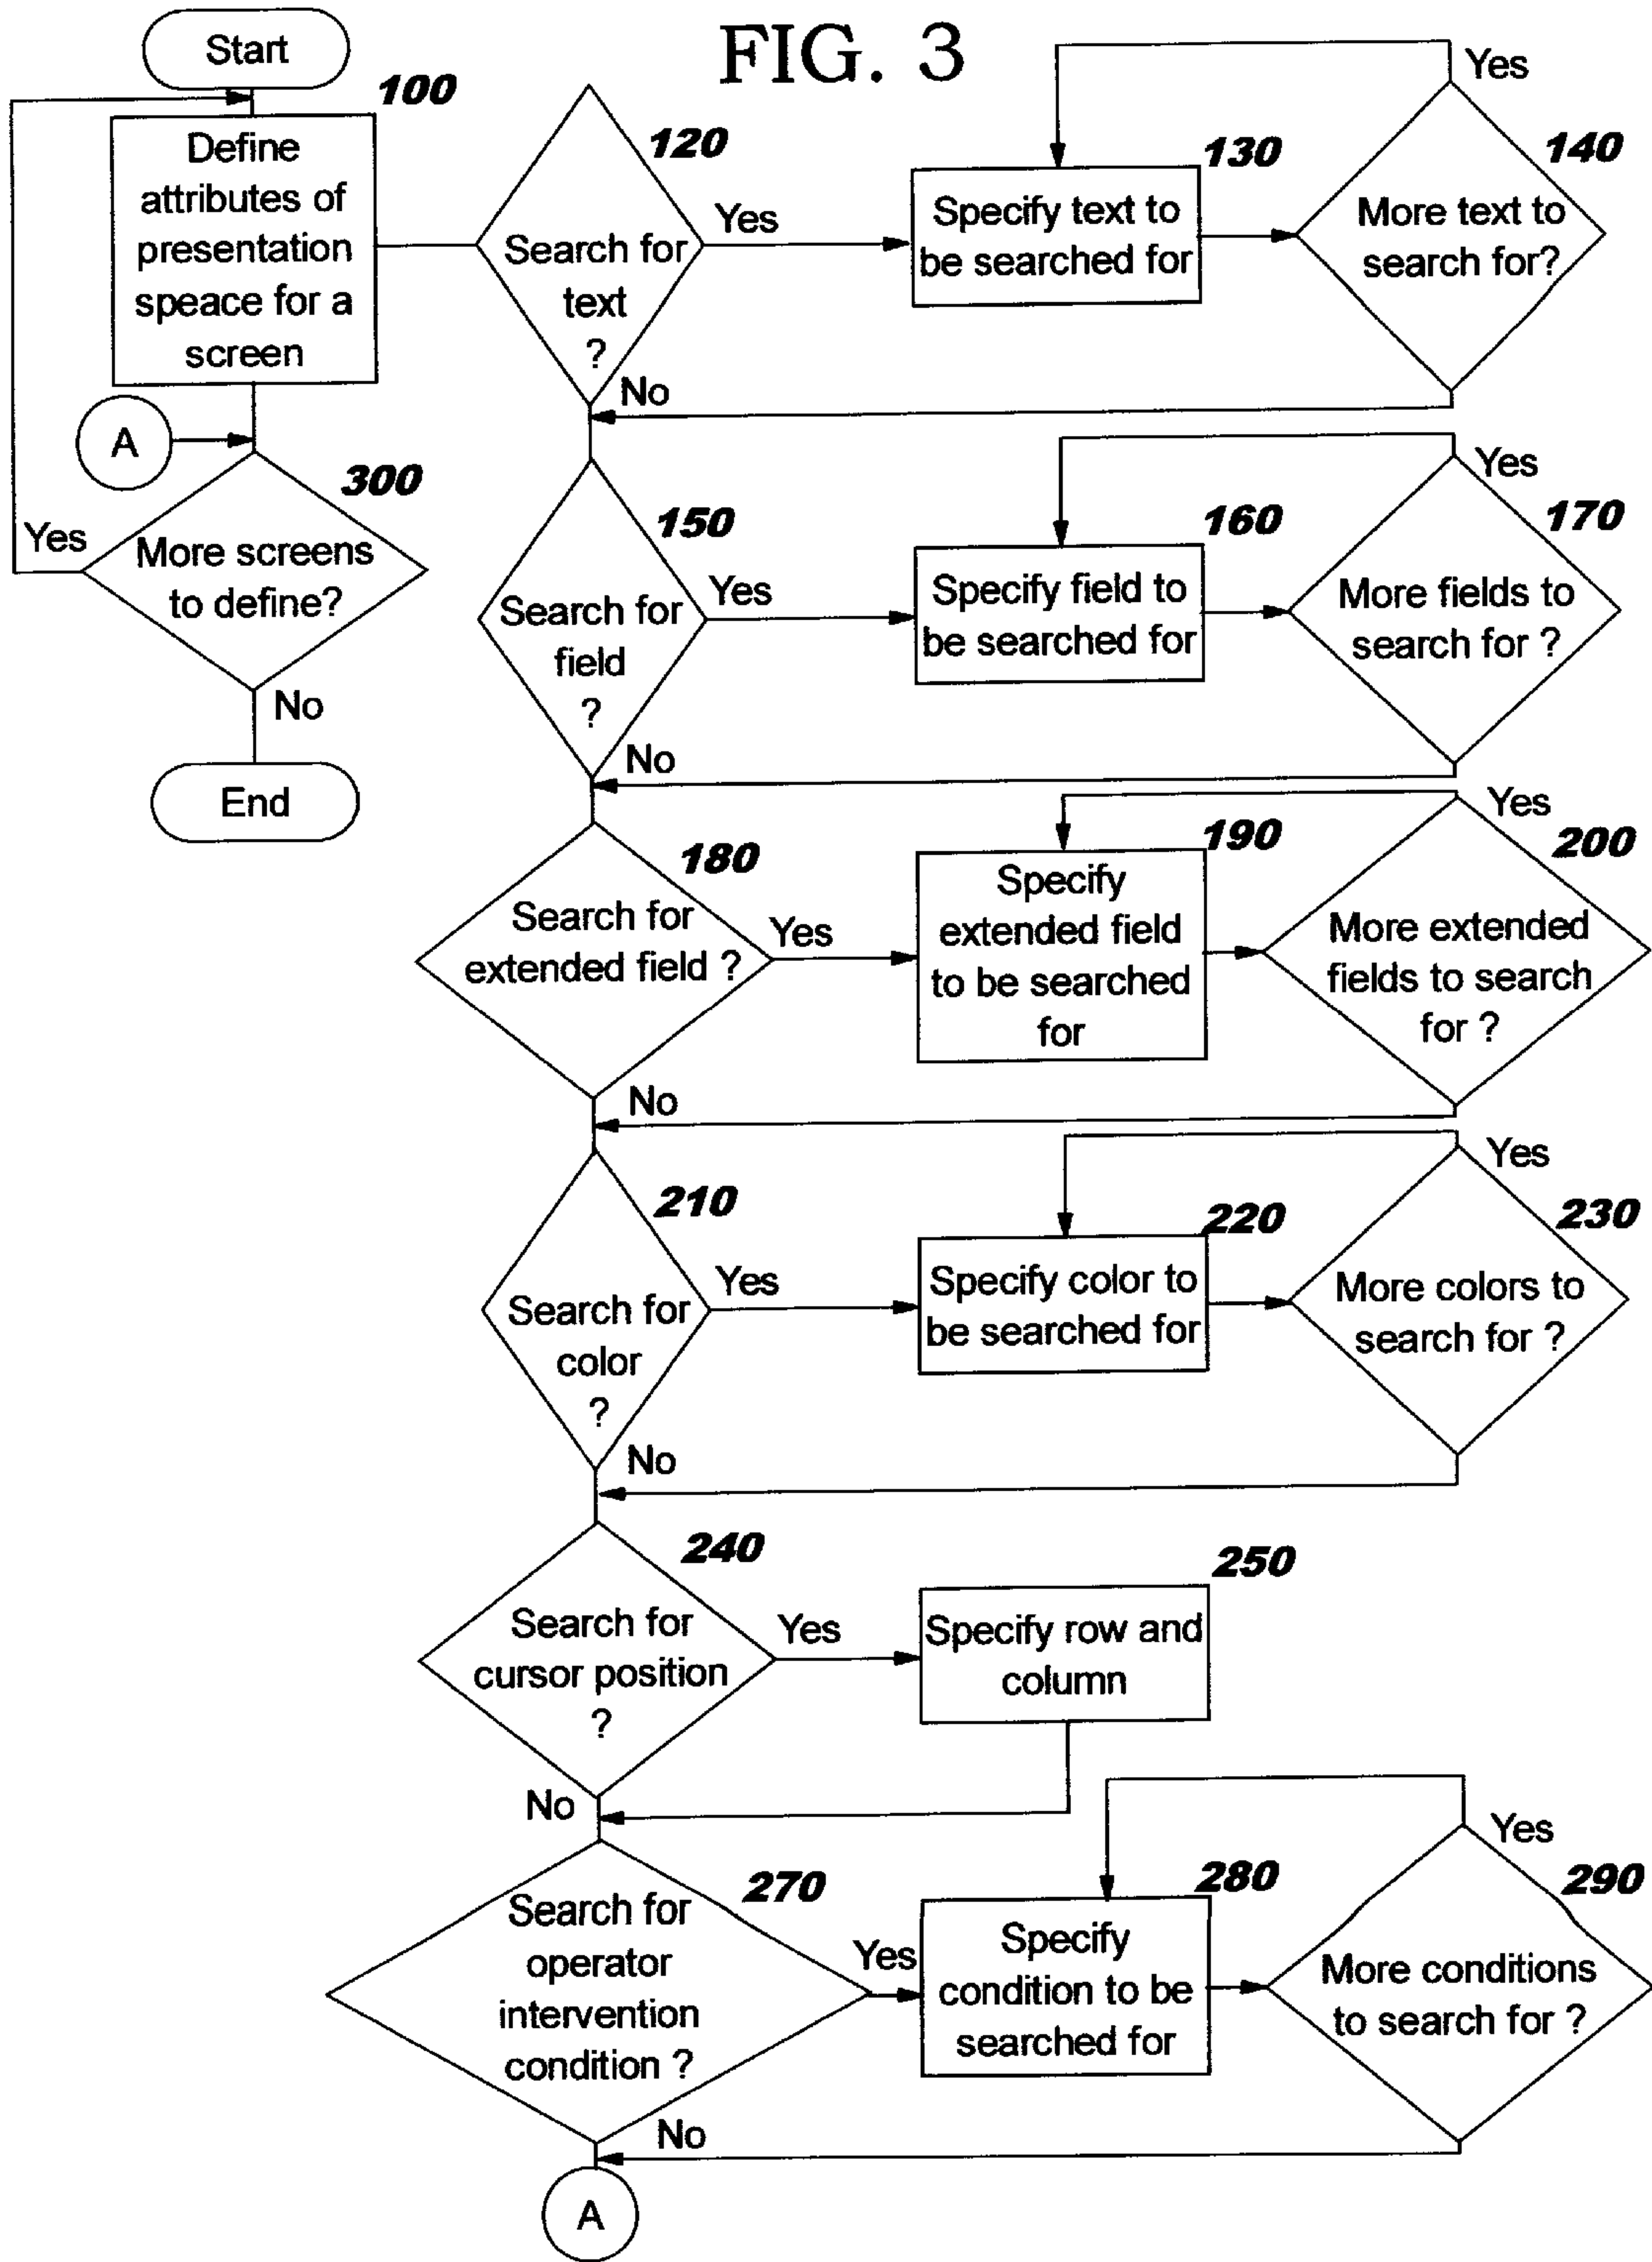 FIG. 3
Start
100
Define
attributes of
presentation
speace for a
screen
A
300
More screens
to define?
Yes
No
End
120
Search for
text
?
Yes
No
130
Specify text to
be searched for
140
More text to
search for?
Yes
150
Search for
field
?
Yes
No
160
Specify field to
be searched for
170
More fields to
search for ?
Yes
180
Search for
extended field ?
Yes
No
190
Specify
extended field
to be searched
for
200
More extended
fields to search
for ?
Yes
210
Search for
color
?
Yes
No
220
Specify color to
be searched for
230
More colors to
search for ?
Yes
240
Search for
cursor position
?
Yes
No
250
Specify row and
column
270
Search for
operator
intervention
condition ?
Yes
No
280
Specify
condition to be
searched for
290
More conditions
to search for ?
Yes
A